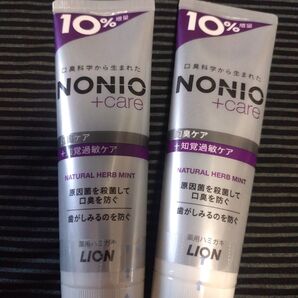 10%増量
口臭科学から生まれた
NONIO
+care
口臭ケア
+知覚過敏ケア
NATURAL HERB MINT
原因菌を殺菌して
口臭を防ぐ
歯がしみるのを防ぐ
薬用ハミガキ
LION
10%増量
口臭科学から生まれた
NONIO
+care
口臭ケア
+知覚過敏ケア
NATURAL HERB MINT
原因菌を殺菌して
口臭を防ぐ
歯がしみるのを防ぐ
薬用ハミガキ
LION